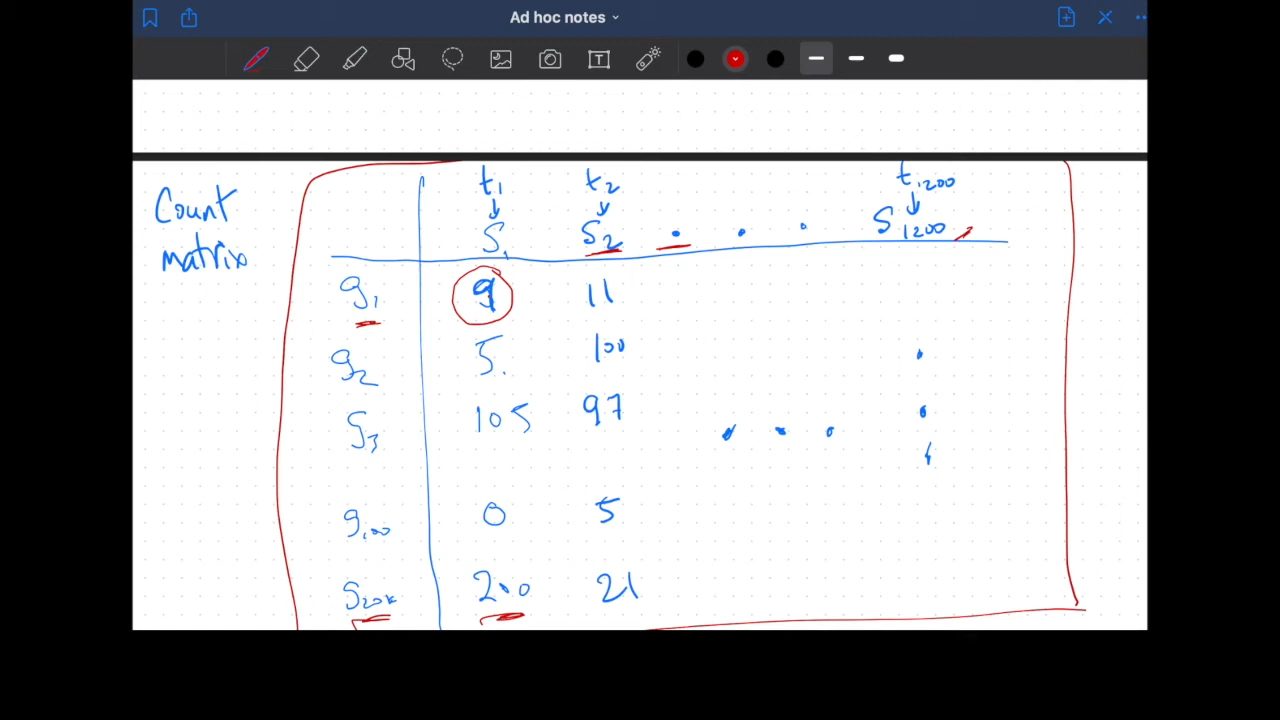 Ad hoc notes
T
t1 t2 t1200
Count S1 S2 . . . S1200
matrix
g1 9 11
g2 5. 100
g3 105 97
g100 0 5
g20k 200 21